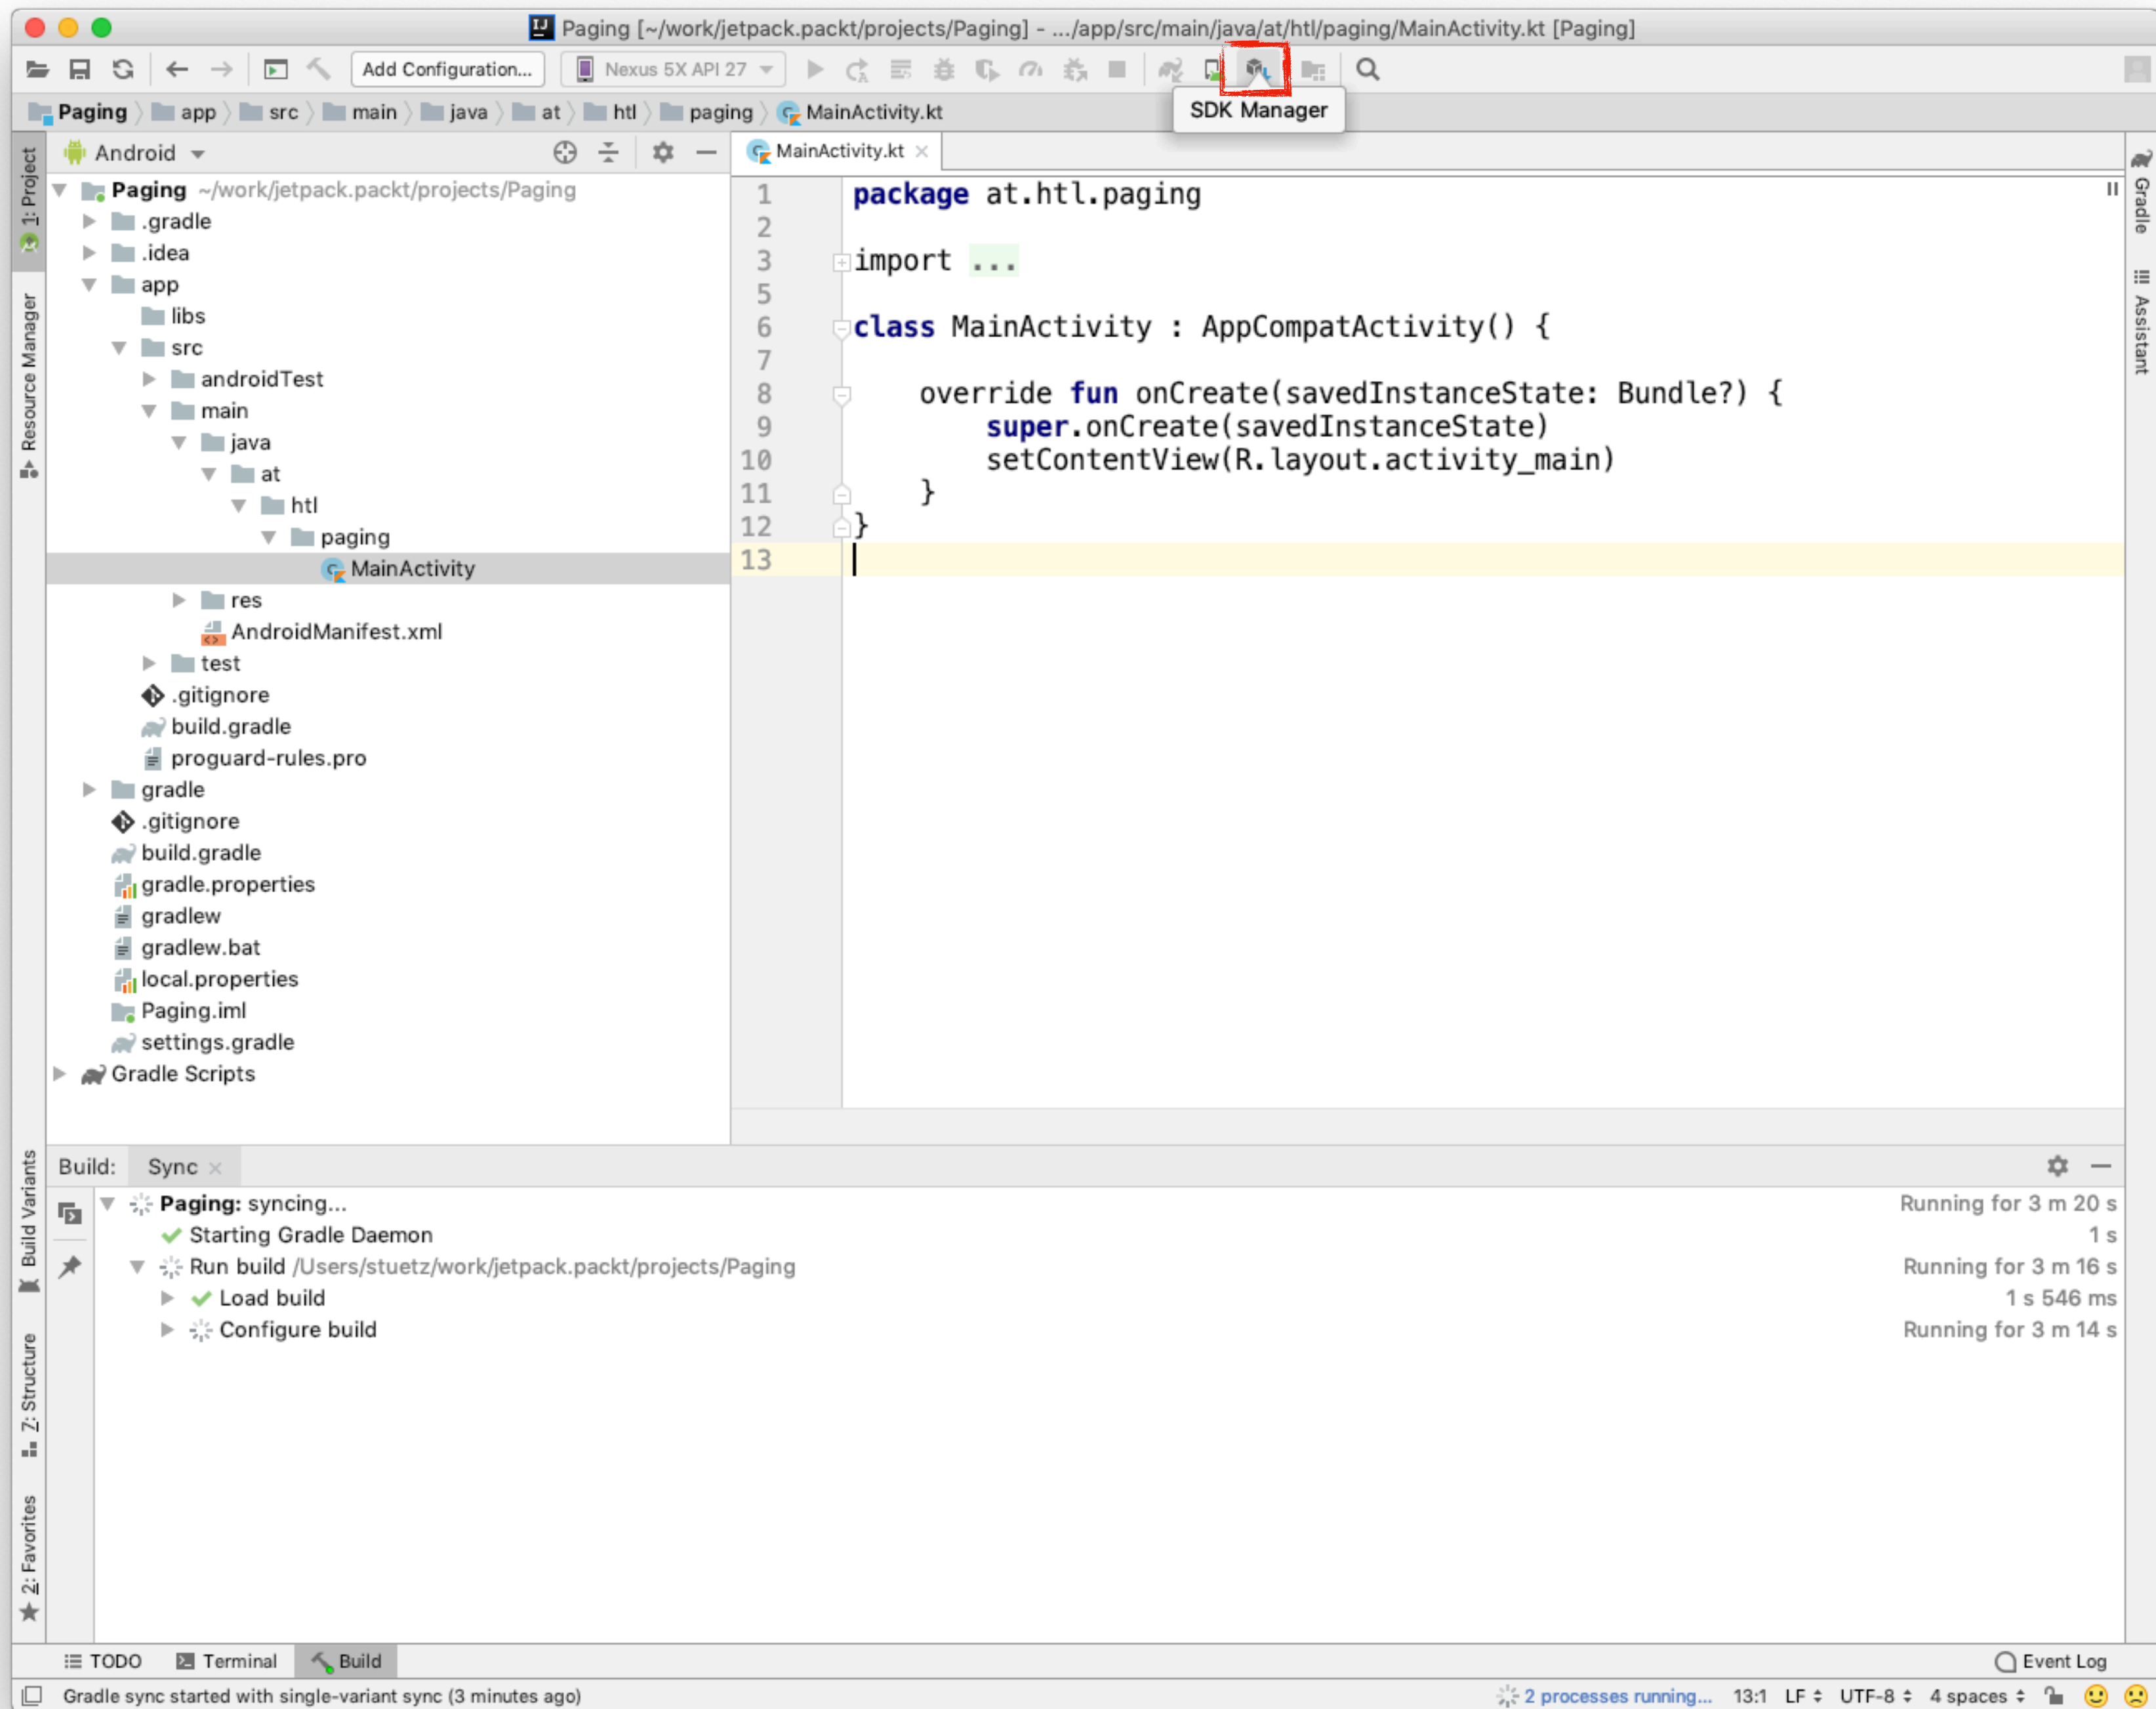 Paging [~/work/jetpack.packt/projects/Paging] - .../app/src/main/java/at/htl/paging/MainActivity.kt [Paging]
Add Configuration... Nexus 5X API 27
Paging app src main java at htl paging MainActivity.kt
SDK Manager
1: Project
Resource Manager
Build Variants
7: Structure
2: Favorites
Android
Paging ~/work/jetpack.packt/projects/Paging
.gradle
.idea
app
libs
src
androidTest
main
java
at
htl
paging
MainActivity
res
AndroidManifest.xml
test
.gitignore
build.gradle
proguard-rules.pro
gradle
.gitignore
build.gradle
gradle.properties
gradlew
gradlew.bat
local.properties
Paging.iml
settings.gradle
Gradle Scripts
MainActivity.kt
1 package at.htl.paging
2
3 import ...
5
6 class MainActivity : AppCompatActivity() {
7
8 override fun onCreate(savedInstanceState: Bundle?) {
9 super.onCreate(savedInstanceState)
10 setContentView(R.layout.activity_main)
11 }
12 }
13
Gradle
Assistant
Build: Sync
Paging: syncing... Running for 3 m 20 s
Starting Gradle Daemon 1 s
Run build /Users/stuetz/work/jetpack.packt/projects/Paging Running for 3 m 16 s
Load build 1 s 546 ms
Configure build Running for 3 m 14 s
TODO Terminal Build Event Log
Gradle sync started with single-variant sync (3 minutes ago) 2 processes running... 13:1 LF UTF-8 4 spaces